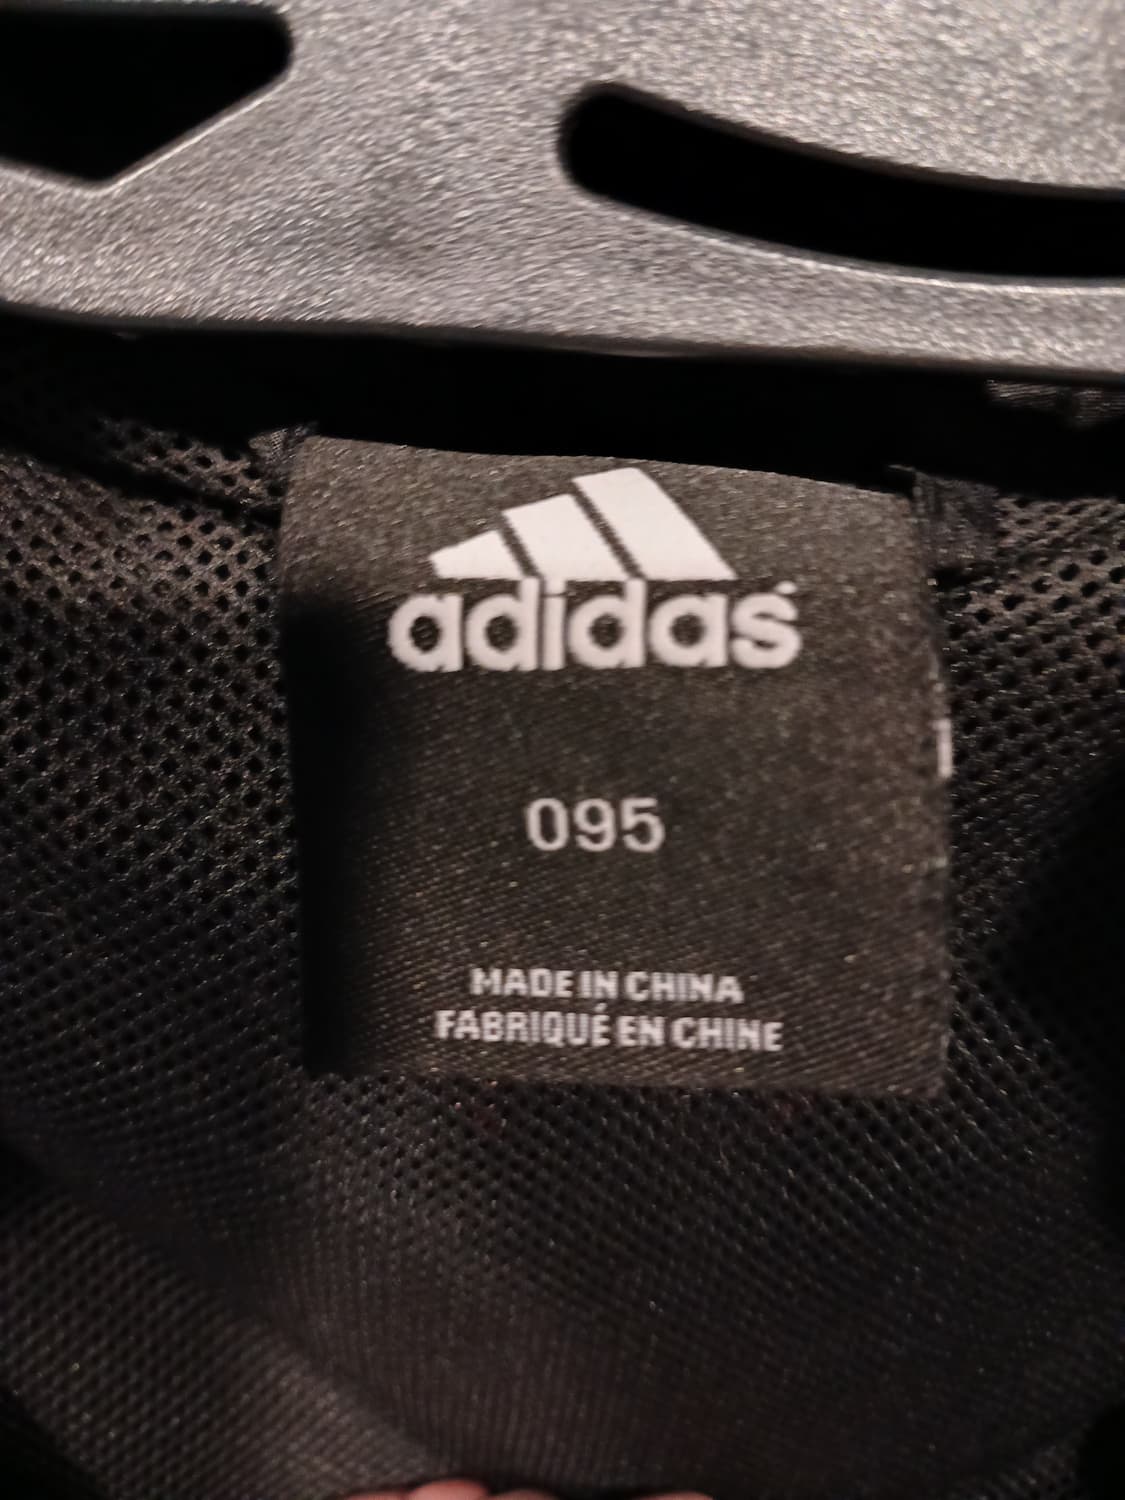 adidas
095
MADE IN CHINA
FABRIQUÉ EN CHINE